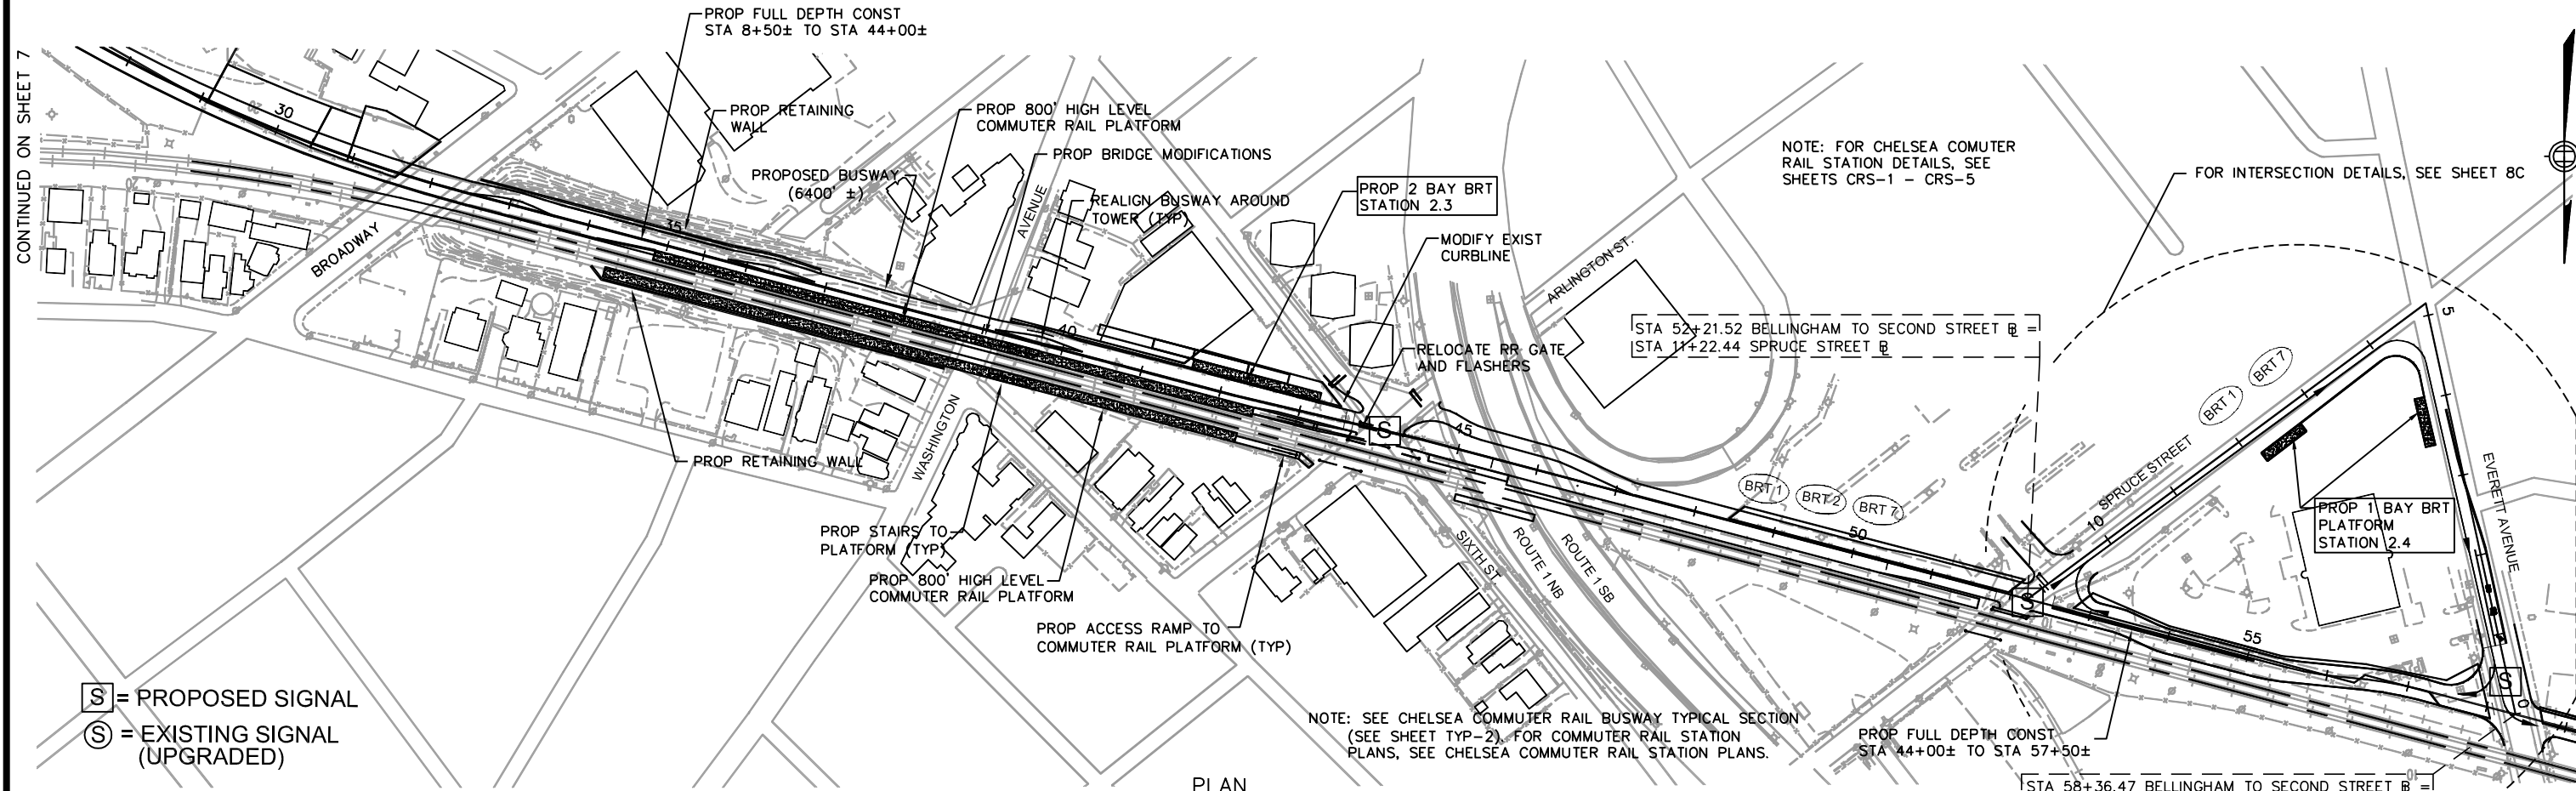 CONTINUED ON SHEET 7
PROP FULL DEPTH CONST
STA 8+50± TO STA 44+00±
30
20
20
PROP RETAINING
WALL
PROP 800' HIGH LEVEL
COMMUTER RAIL PLATFORM
PROP BRIDGE MODIFICATIONS
PROPOSED BUSWAY
(6400' ±)
AVENUE
REALIGN BUSWAY AROUND
TOWER (TYP)
PROP 2 BAY BRT
STATION 2.3
NOTE: FOR CHELSEA COMUTER
RAIL STATION DETAILS, SEE
SHEETS CRS-1 - CRS-5
FOR INTERSECTION DETAILS, SEE SHEET 8C
BROADWAY
35
40
MODIFY EXIST
CURBLINE
ARLINGTON ST.
STA 52+21.52 BELLINGHAM TO SECOND STREET BL =
STA 11+22.44 SPRUCE STREET BL
5
RELOCATE RR GATE
AND FLASHERS
BRT 1
BRT 7
S
45
WASHINGTON
PROP RETAINING WALL
SPRUCE STREET
EVERETT AVENUE
BRT 1
BRT 2
BRT 7
50
10
PROP 1 BAY BRT
PLATFORM
STATION 2.4
PROP STAIRS TO
PLATFORM (TYP)
SIXTH ST
ROUTE 1 NB
ROUTE 1 SB
PROP 800' HIGH LEVEL
COMMUTER RAIL PLATFORM
S
PROP ACCESS RAMP TO
COMMUTER RAIL PLATFORM (TYP)
55
S
0
S = PROPOSED SIGNAL
S = EXISTING SIGNAL
(UPGRADED)
NOTE: SEE CHELSEA COMMUTER RAIL BUSWAY TYPICAL SECTION
(SEE SHEET TYP-2). FOR COMMUTER RAIL STATION
PLANS, SEE CHELSEA COMMUTER RAIL STATION PLANS.
PROP FULL DEPTH CONST
STA 44+00± TO STA 57+50±
PLAN
STA 58+36.47 BELLINGHAM TO SECOND STREET BL =